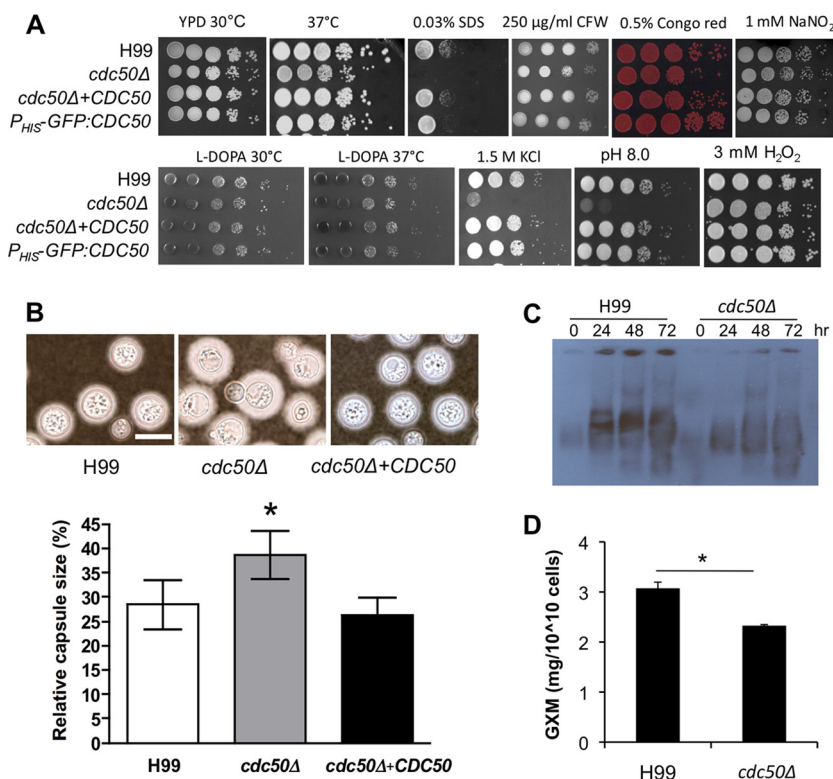 A
YPD 30°C 37°C 0.03% SDS 250 µg/ml CFW 0.5% Congo red 1 mM NaNO₂
H99
cdc50Δ
cdc50Δ+CDC50
P_HIS-GFP:CDC50
L-DOPA 30°C L-DOPA 37°C 1.5 M KCl pH 8.0 3 mM H₂O₂
H99
cdc50Δ
cdc50Δ+CDC50
P_HIS-GFP:CDC50
B
H99 cdc50Δ cdc50Δ+CDC50
Relative capsule size (%)
45
40
35
30
25
20
15
10
5
0
*
H99 cdc50Δ cdc50Δ+CDC50
C
H99 cdc50Δ
0 24 48 72 0 24 48 72 hr
D
GXM (mg/10^10 cells)
4
3
2
1
0
*
H99 cdc50Δ